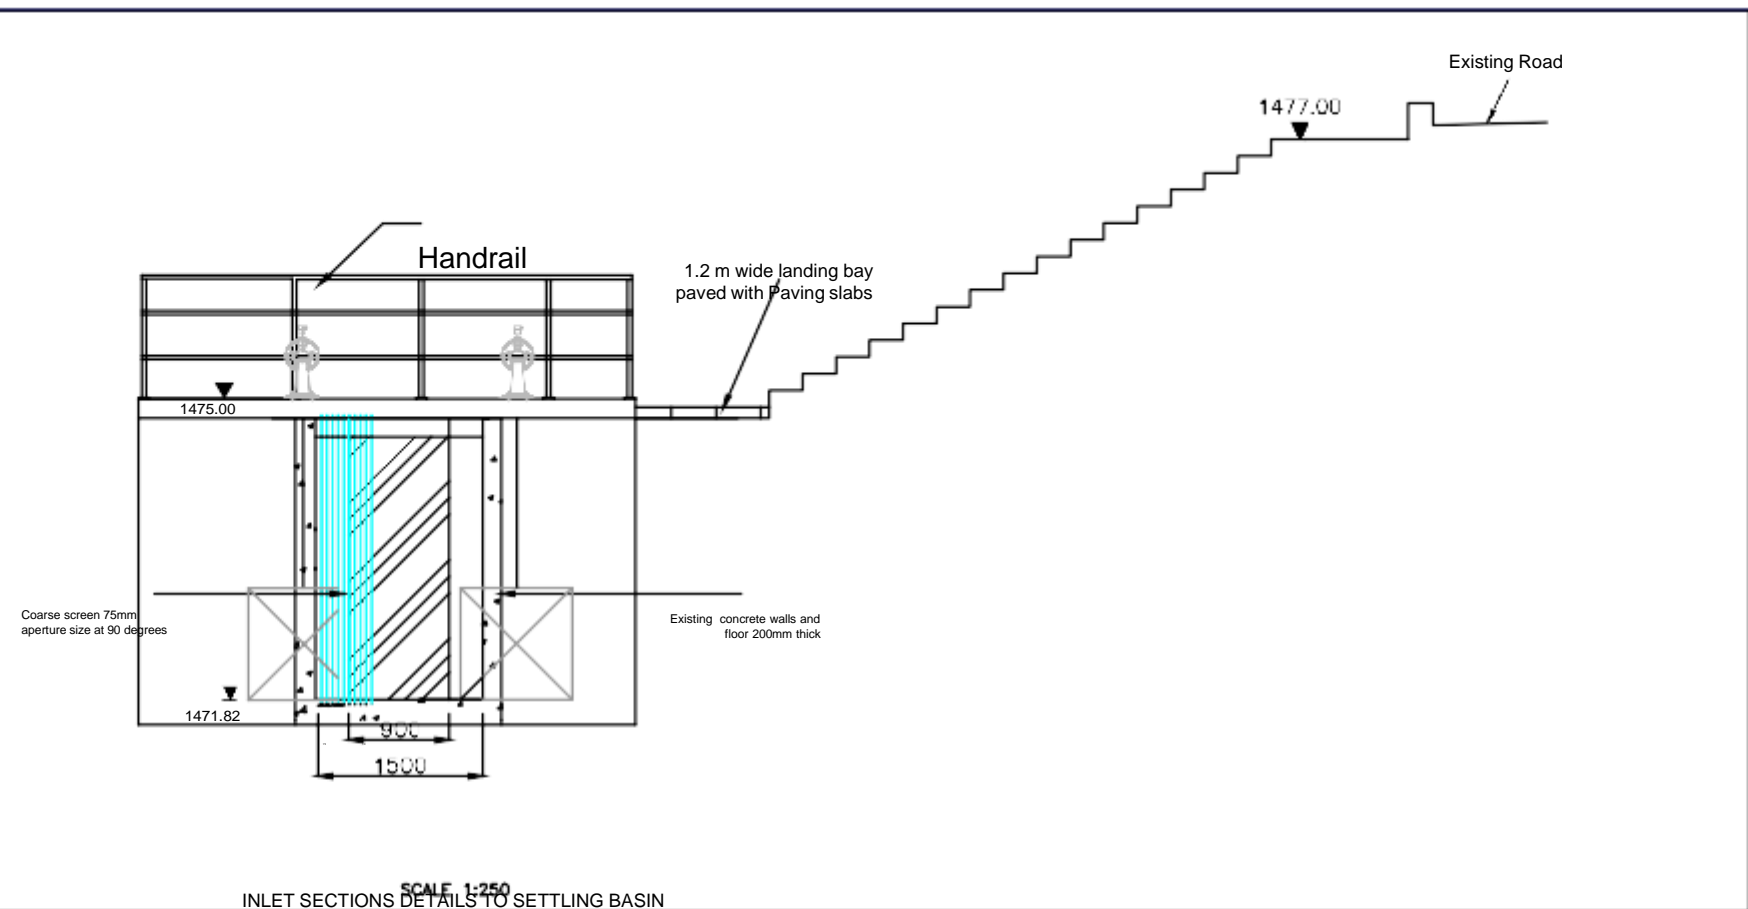 Existing Road
1477.00
Handrail
1.2 m wide landing bay
paved with Paving slabs
1475.00
Coarse screen 75mm
aperture size at 90 degrees
Existing concrete walls and
floor 200mm thick
1471.82
900
1500
SCALE 1:250
INLET SECTIONS DETAILS TO SETTLING BASIN